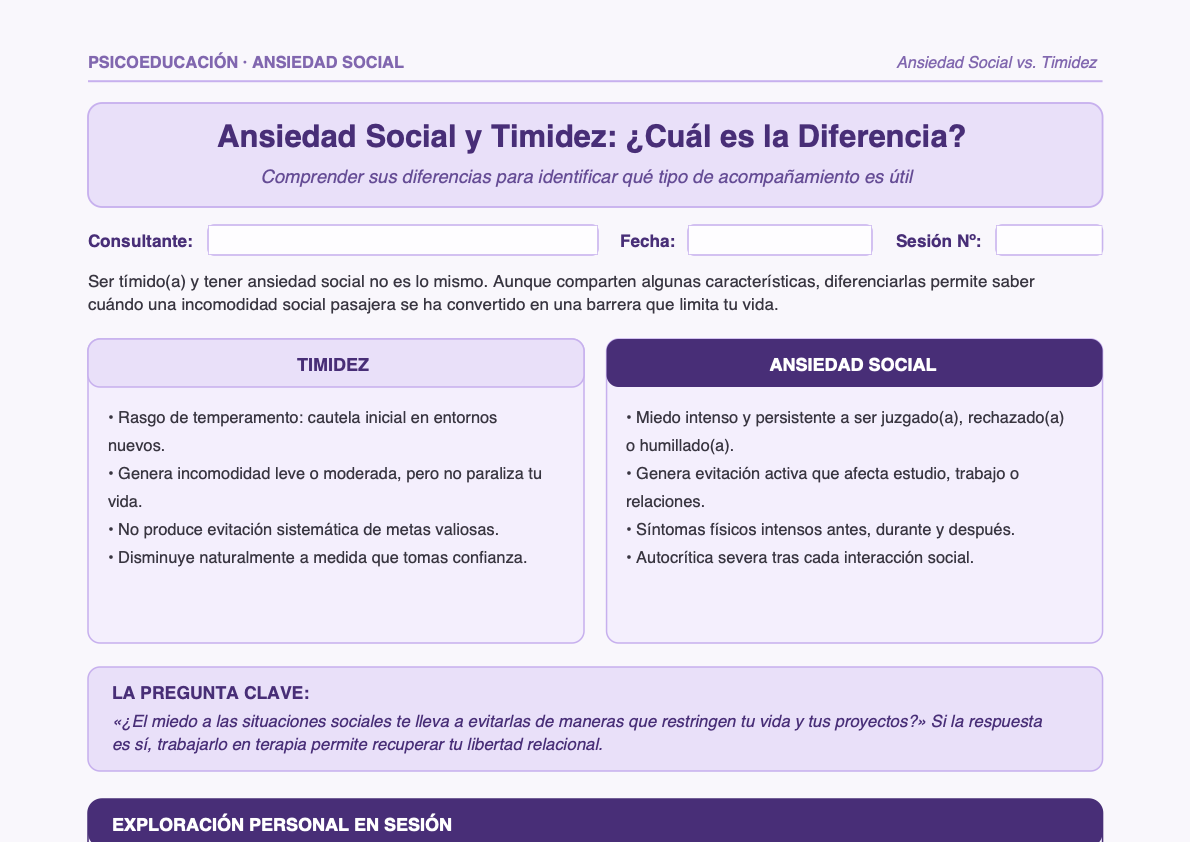 PSICOEDUCACIÓN · ANSIEDAD SOCIAL
Ansiedad Social vs. Timidez
Ansiedad Social y Timidez: ¿Cuál es la Diferencia?
Comprender sus diferencias para identificar qué tipo de acompañamiento es útil
Consultante:
Fecha:
Sesión Nº:
Ser tímido(a) y tener ansiedad social no es lo mismo. Aunque comparten algunas características, diferenciarlas permite saber
cuándo una incomodidad social pasajera se ha convertido en una barrera que limita tu vida.
TIMIDEZ
• Rasgo de temperamento: cautela inicial en entornos
nuevos.
• Genera incomodidad leve o moderada, pero no paraliza tu
vida.
• No produce evitación sistemática de metas valiosas.
• Disminuye naturalmente a medida que tomas confianza.
ANSIEDAD SOCIAL
• Miedo intenso y persistente a ser juzgado(a), rechazado(a)
o humillado(a).
• Genera evitación activa que afecta estudio, trabajo o
relaciones.
• Síntomas físicos intensos antes, durante y después.
• Autocrítica severa tras cada interacción social.
LA PREGUNTA CLAVE:
«¿El miedo a las situaciones sociales te lleva a evitarlas de maneras que restringen tu vida y tus proyectos?» Si la respuesta
es sí, trabajarlo en terapia permite recuperar tu libertad relacional.
EXPLORACIÓN PERSONAL EN SESIÓN